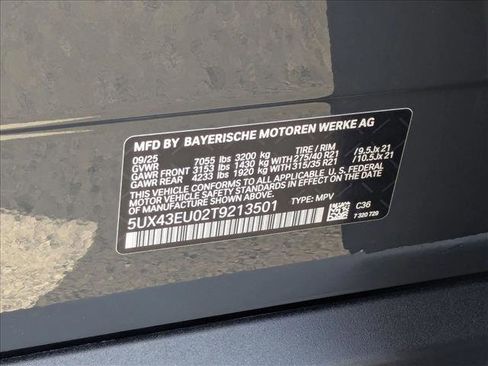 MFD BY BAYERISCHE MOTOREN WERKE AG
09/25 TIRE / RIM
GVWR 7055 lbs 3200 kg
GAWR FRONT 3153 lbs 1430 kg WITH 275/40 R21 / 9.5Jx21
GAWR REAR 4233 lbs 1920 kg WITH 315/35 R21 / 10.5Jx21
THIS VEHICLE CONFORMS TO ALL APPLICABLE U.S. FEDERAL
MOTOR VEHICLE SAFETY STANDARDS IN EFFECT
ON THE DATE OF MANUFACTURE SHOWN ABOVE.
5UX43EU02T9213501 TYPE: MPV
C36
7 320 729